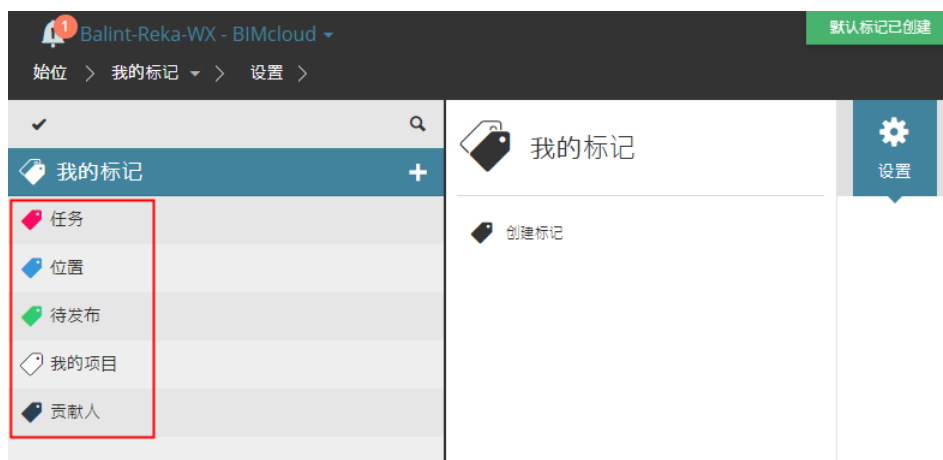 1
Balint-Reka-WX - BIMcloud
默认标记已创建
始位 > 我的标记 > 设置 >
我的标记
任务
位置
待发布
我的项目
贡献人
我的标记
创建标记
设置